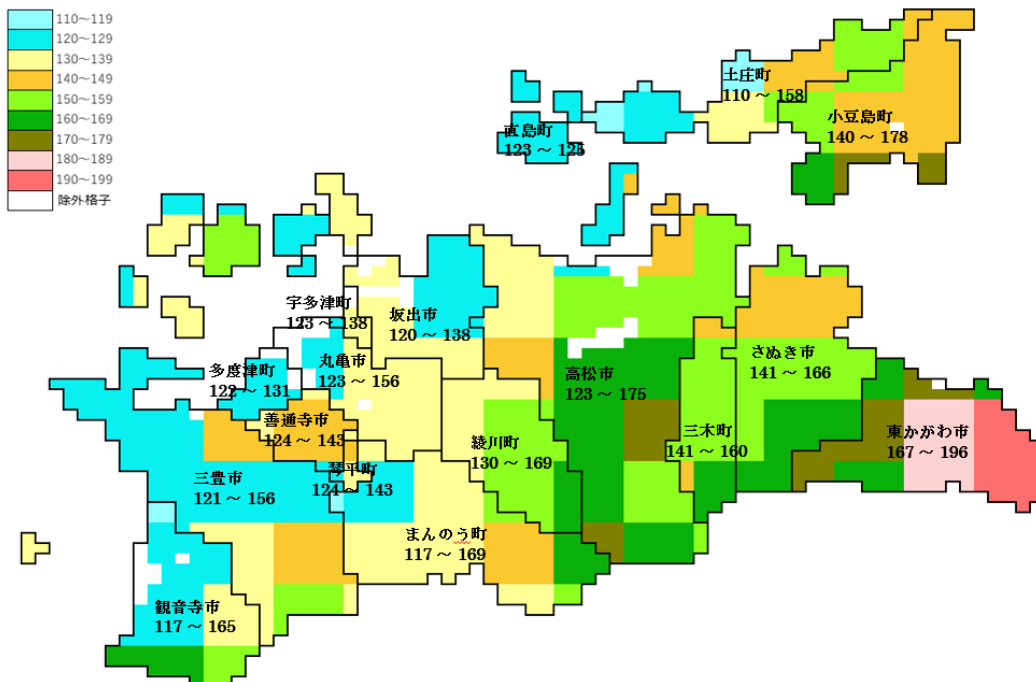 110～119
120～129
130～139
140～149
150～159
160～169
170～179
180～189
190～199
除外格子
土庄町
110 ～ 158
小豆島町
140 ～ 178
直島町
123 ～ 125
宇多津町
123 ～ 138
坂出市
120 ～ 138
多度津町
122 ～ 131
丸亀市
123 ～ 156
高松市
123 ～ 175
さぬき市
141 ～ 166
善通寺市
124 ～ 143
綾川町
130 ～ 169
三木町
141 ～ 160
東かがわ市
167 ～ 196
三豊市
121 ～ 156
琴平町
124 ～ 143
まんのう町
117 ～ 169
観音寺市
117 ～ 165